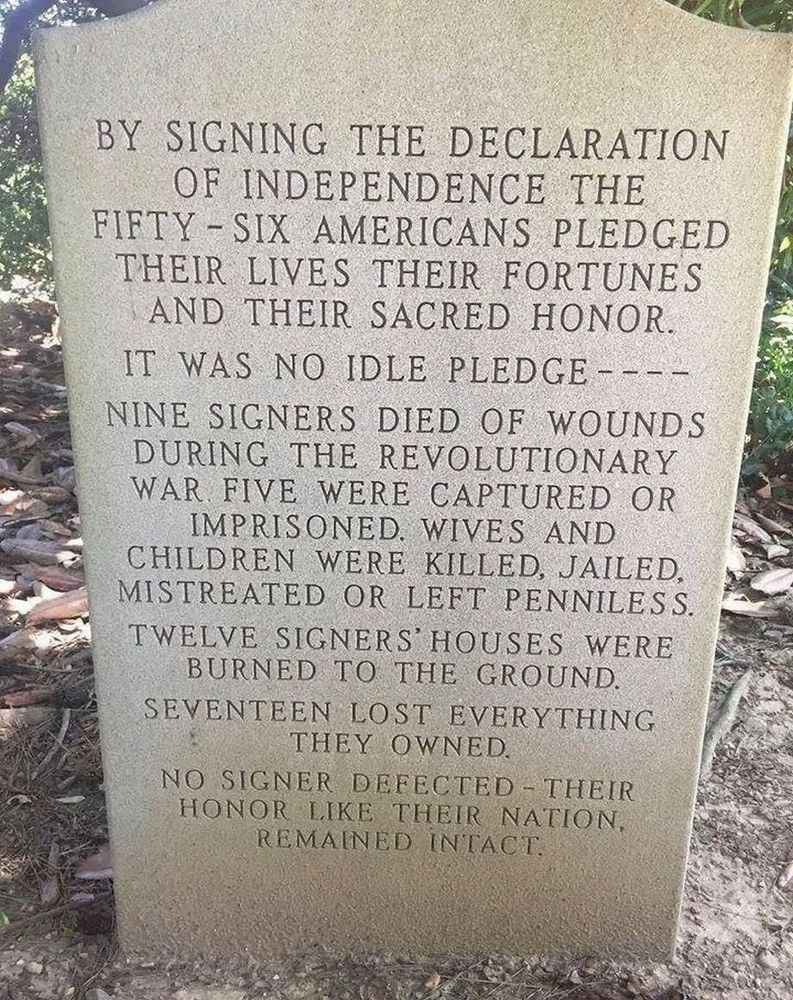 BY SIGNING THE DECLARATION
OF INDEPENDENCE THE
FIFTY-SIX AMERICANS PLEDGED
THEIR LIVES THEIR FORTUNES
AND THEIR SACRED HONOR.
IT WAS NO IDLE PLEDGE----
NINE SIGNERS DIED OF WOUNDS
DURING THE REVOLUTIONARY
WAR. FIVE WERE CAPTURED OR
IMPRISONED. WIVES AND
CHILDREN WERE KILLED, JAILED,
MISTREATED OR LEFT PENNILESS.
TWELVE SIGNERS' HOUSES WERE
BURNED TO THE GROUND.
SEVENTEEN LOST EVERYTHING
THEY OWNED.
NO SIGNER DEFECTED - THEIR
HONOR LIKE THEIR NATION,
REMAINED INTACT.